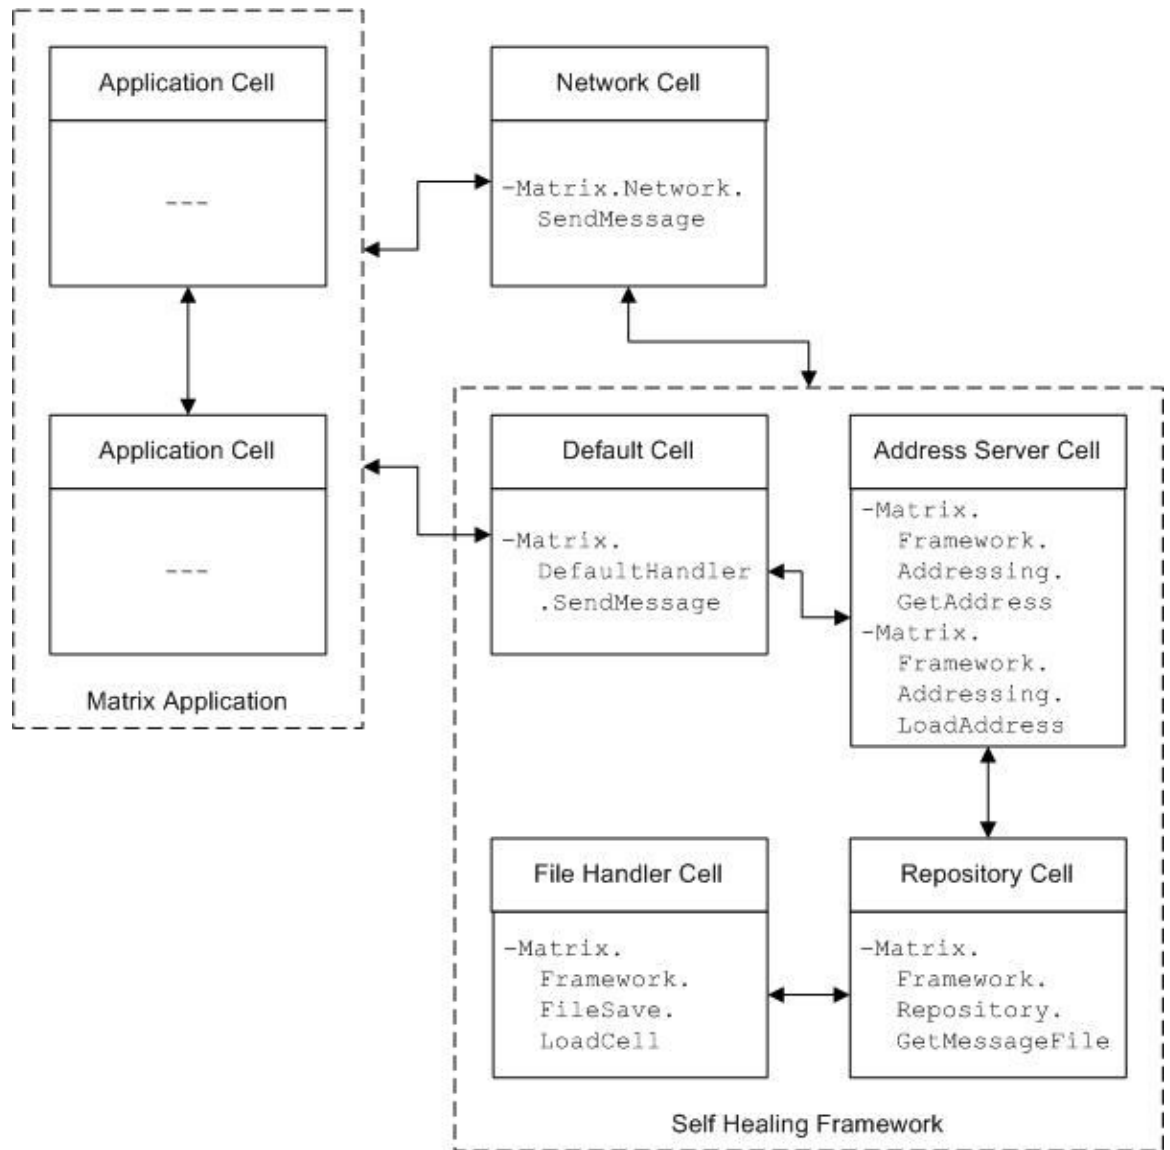 Application Cell
---
Application Cell
---
Matrix Application
Network Cell
-Matrix.Network.
SendMessage
Default Cell
-Matrix.
DefaultHandler
.SendMessage
Address Server Cell
-Matrix.
Framework.
Addressing.
GetAddress
-Matrix.
Framework.
Addressing.
LoadAddress
File Handler Cell
-Matrix.
Framework.
FileSave.
LoadCell
Repository Cell
-Matrix.
Framework.
Repository.
GetMessageFile
Self Healing Framework